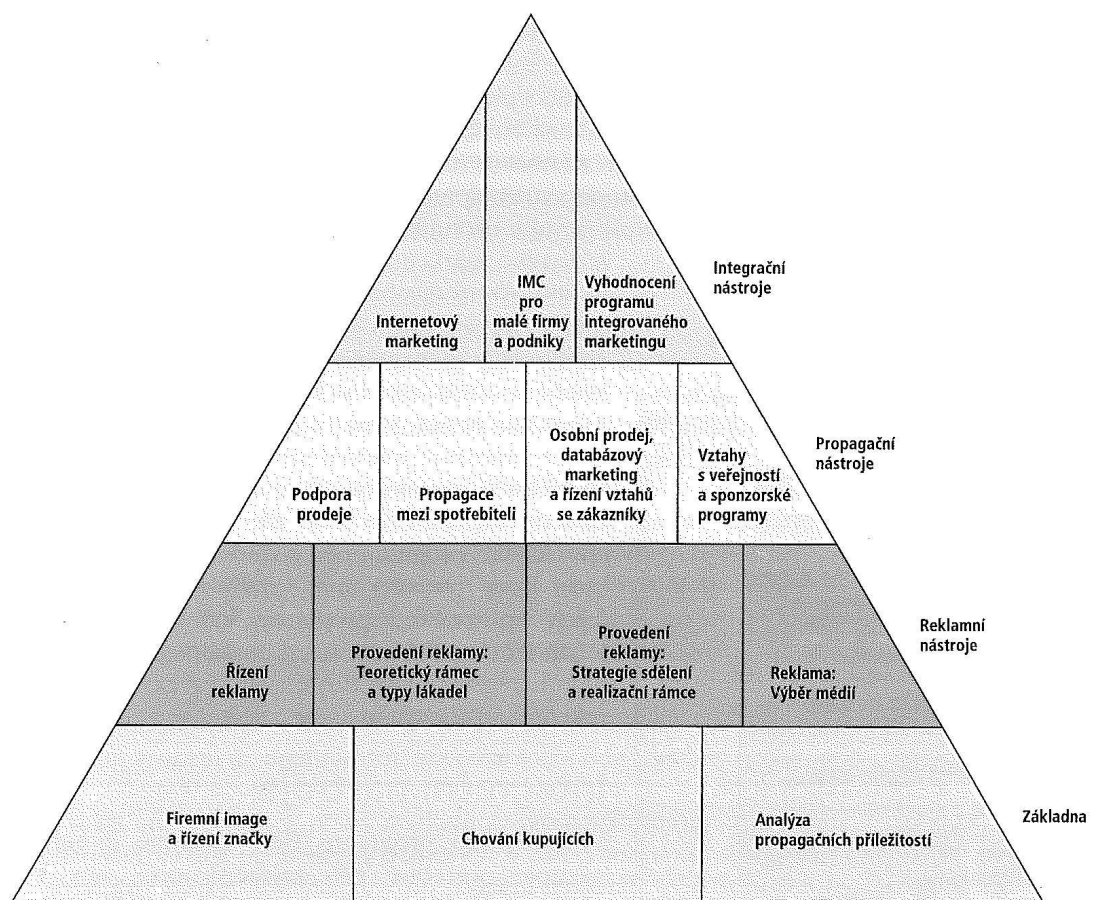 Internetový
marketing
IMC
pro
malé firmy
a podniky
Vyhodnocení
programu
integrovaného
marketingu
Integrační
nástroje
Podpora
prodeje
Propagace
mezi spotřebiteli
Osobní prodej,
databázový
marketing
a řízení vztahů
se zákazníky
Vztahy
s veřejností
a sponzorské
programy
Propagační
nástroje
Řízení
reklamy
Provedení reklamy:
Teoretický rámec
a typy lákadel
Provedení
reklamy:
Strategie sdělení
a realizační rámce
Reklama:
Výběr médií
Reklamní
nástroje
Firemní image
a řízení značky
Chování kupujících
Analýza
propagačních příležitostí
Základna